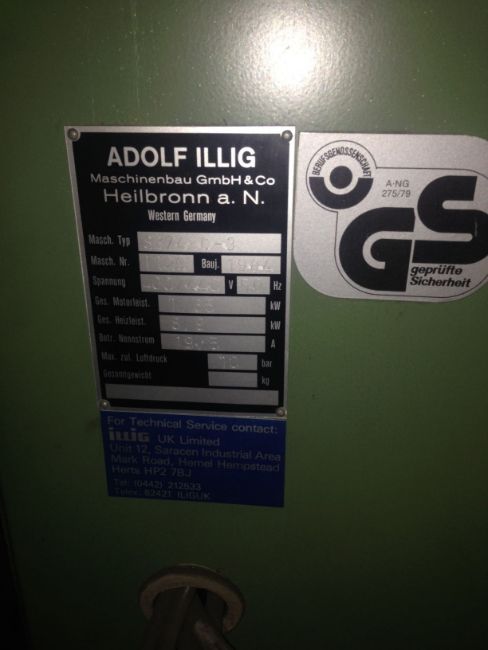 ADOLF ILLIG
Maschinenbau GmbH & Co
Heilbronn a. N.
Western Germany
Masch. Typ
Masch. Nr. Bauj.
Spannung V Hz
Ges. Motorleist. kW
Ges. Heizleist. kW
Betr. Nennstrom A
Max. zul. Luftdruck 10 bar
Gesamtgewicht kg
BERUFSGENOSSENSCHAFT
A-NG
275/79
GS
geprüfte
Sicherheit
For Technical Service contact:
illig UK Limited
Unit 12, Saracen Industrial Area
Mark Road, Hemel Hempstead
Herts HP2 7BJ
Tel: (0442) 212533
Telex: 82421 ILIGUK